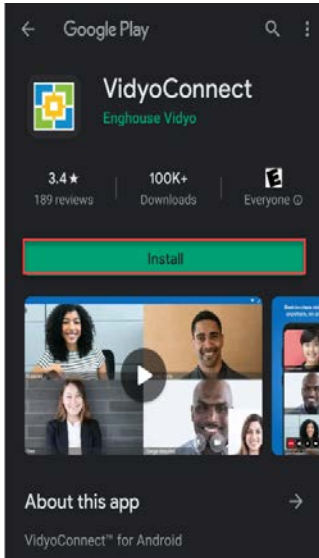 Google Play
VidyoConnect
Enghouse Vidyo
3.4★
189 reviews
100K+
Downloads
E
Everyone
Install
About this app
VidyoConnect™ for Android